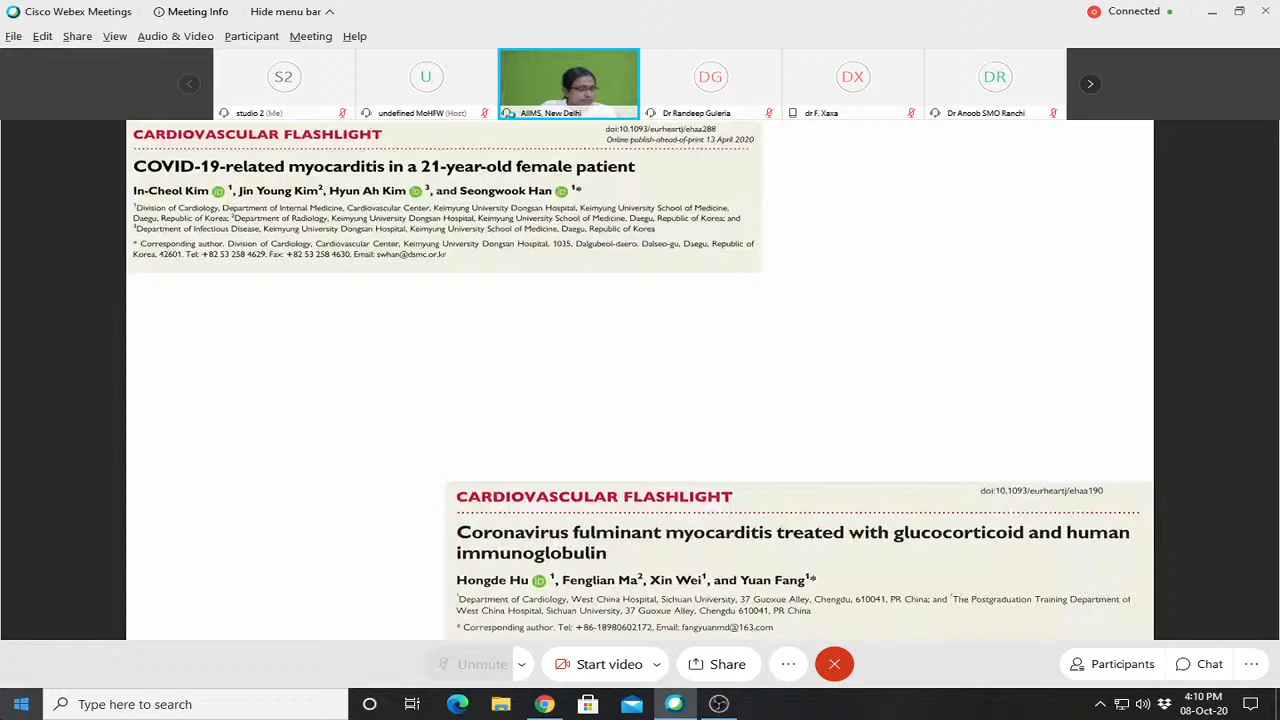 Cisco Webex Meetings
Meeting Info
Hide menu bar
Connected
File Edit Share View Audio & Video Participant Meeting Help
S2
U
DG
DX
DR
studio 2 (Me)
undefined MoHFW (Host)
AIIMS, New Delhi
Dr Randeep Guleria
dr F. Xaxa
Dr Anoob SMO Ranchi
CARDIOVASCULAR FLASHLIGHT
doi:10.1093/eurheartj/ehaa288
Online publish-ahead-of-print 13 April 2020
COVID-19-related myocarditis in a 21-year-old female patient
In-Cheol Kim iD 1, Jin Young Kim2, Hyun Ah Kim iD 3, and Seongwook Han iD 1*
1Division of Cardiology, Department of Internal Medicine, Cardiovascular Center, Keimyung University Dongsan Hospital, Keimyung University School of Medicine,
Daegu, Republic of Korea; 2Department of Radiology, Keimyung University Dongsan Hospital, Keimyung University School of Medicine, Daegu, Republic of Korea; and
3Department of Infectious Disease, Keimyung University Dongsan Hospital, Keimyung University School of Medicine, Daegu, Republic of Korea
* Corresponding author. Division of Cardiology, Cardiovascular Center, Keimyung University Dongsan Hospital, 1035, Dalgubeol-daero. Dalseo-gu, Daegu, Republic of
Korea, 42601. Tel: +82 53 258 4629, Fax: +82 53 258 4630, Email: swhan@dsmc.or.kr
CARDIOVASCULAR FLASHLIGHT
doi:10.1093/eurheartj/ehaa190
Coronavirus fulminant myocarditis treated with glucocorticoid and human
immunoglobulin
Hongde Hu iD 1, Fenglian Ma2, Xin Wei1, and Yuan Fang1*
1Department of Cardiology, West China Hospital, Sichuan University, 37 Guoxue Alley, Chengdu, 610041, PR China; and 2The Postgraduation Training Department of
West China Hospital, Sichuan University, 37 Guoxue Alley, Chengdu 610041, PR China
* Corresponding author. Tel: +86-18980602172, Email: fangyuanmd@163.com
Unmute
Start video
Share
Participants
Chat
Type here to search
4:10 PM
08-Oct-20